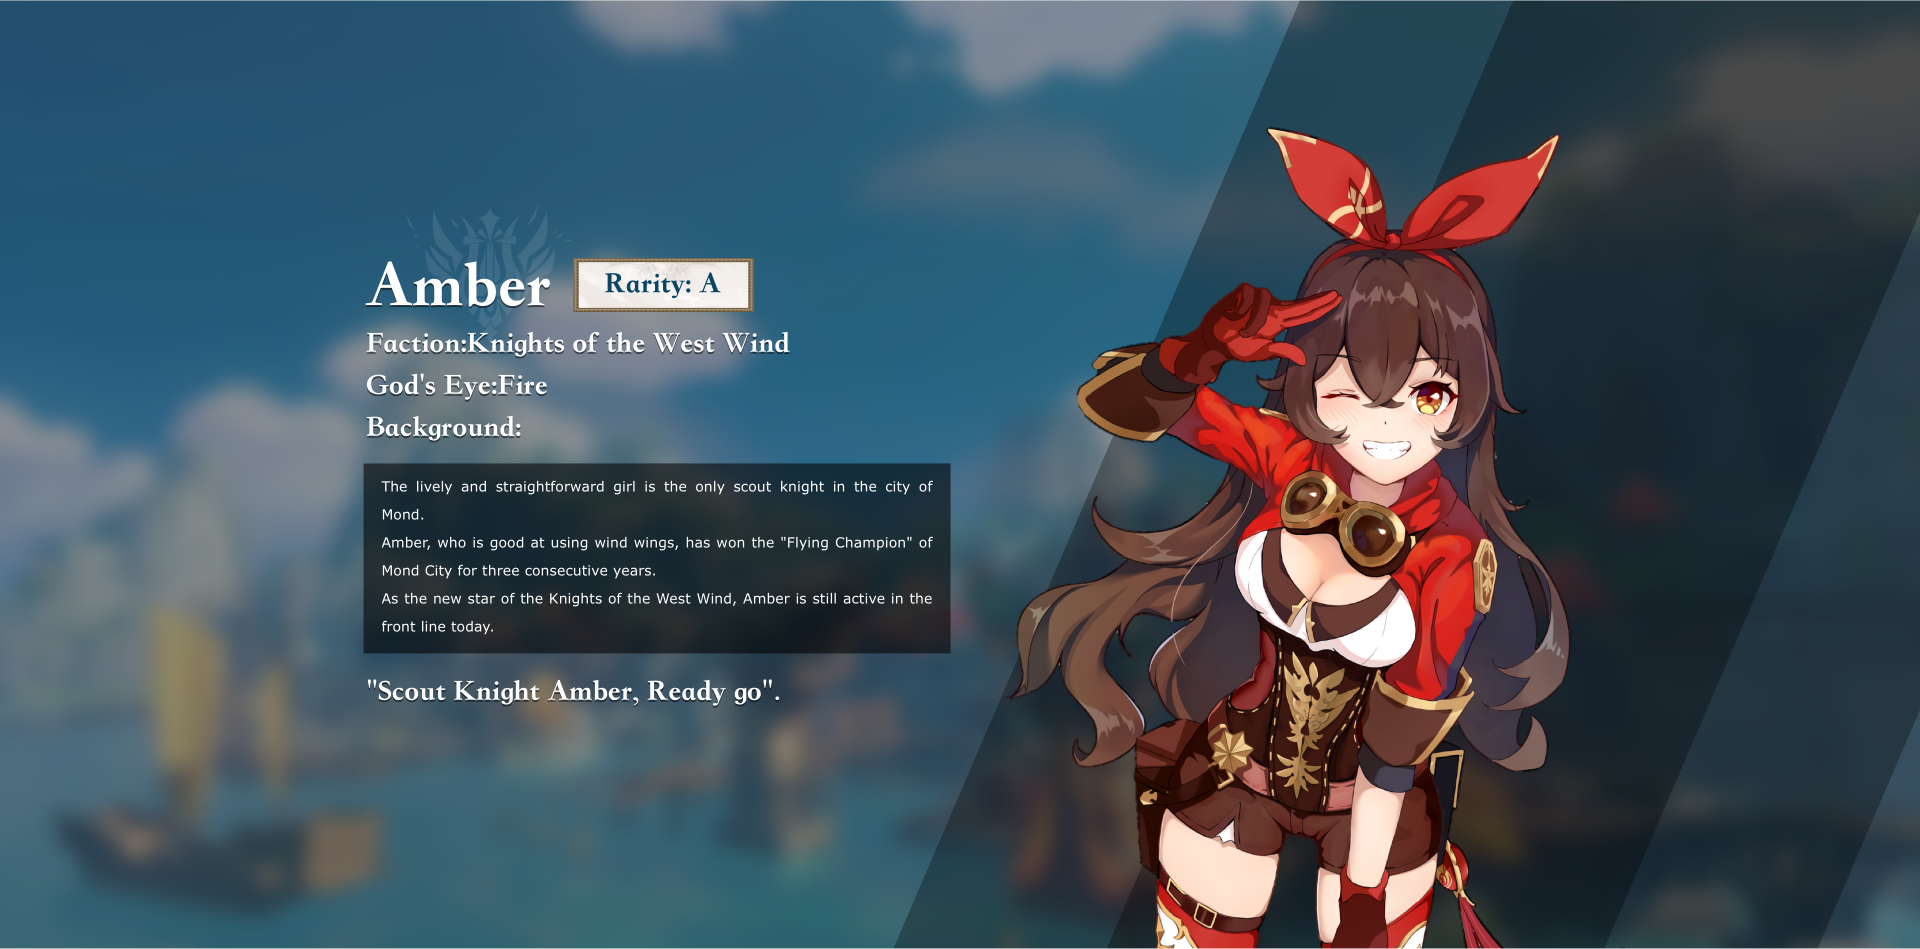 Amber
Rarity: A
Faction:Knights of the West Wind
God's Eye:Fire
Background:
The lively and straightforward girl is the only scout knight in the city of
Mond.
Amber, who is good at using wind wings, has won the "Flying Champion" of
Mond City for three consecutive years.
As the new star of the Knights of the West Wind, Amber is still active in the
front line today.
"Scout Knight Amber, Ready go".